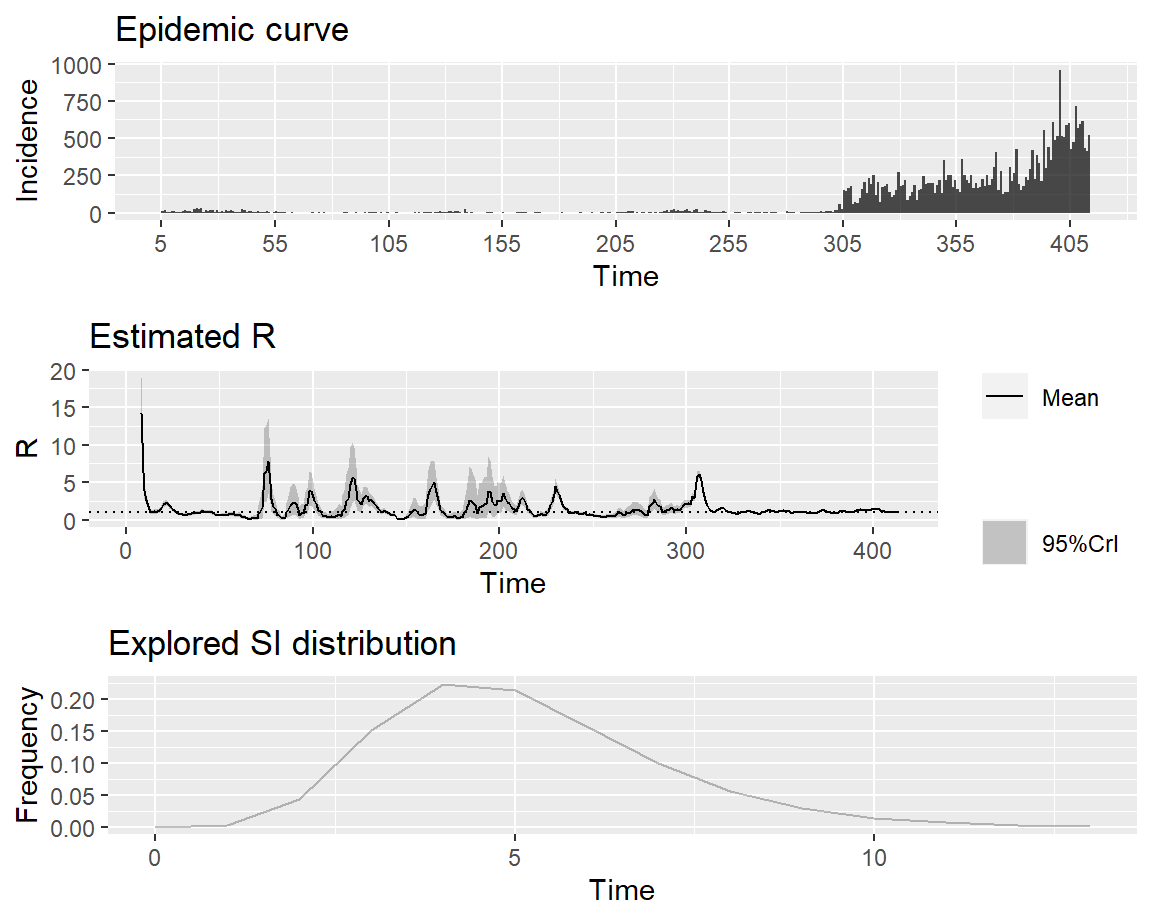 Epidemic curve
1000
750
500
250
0
Incidence
5 55 105 155 205 255 305 355 405
Time
Estimated R
20
15
10
5
0
R
0 100 200 300 400
Time
Mean
95%CrI
Explored SI distribution
0.20
0.15
0.10
0.05
0.00
Frequency
0 5 10
Time